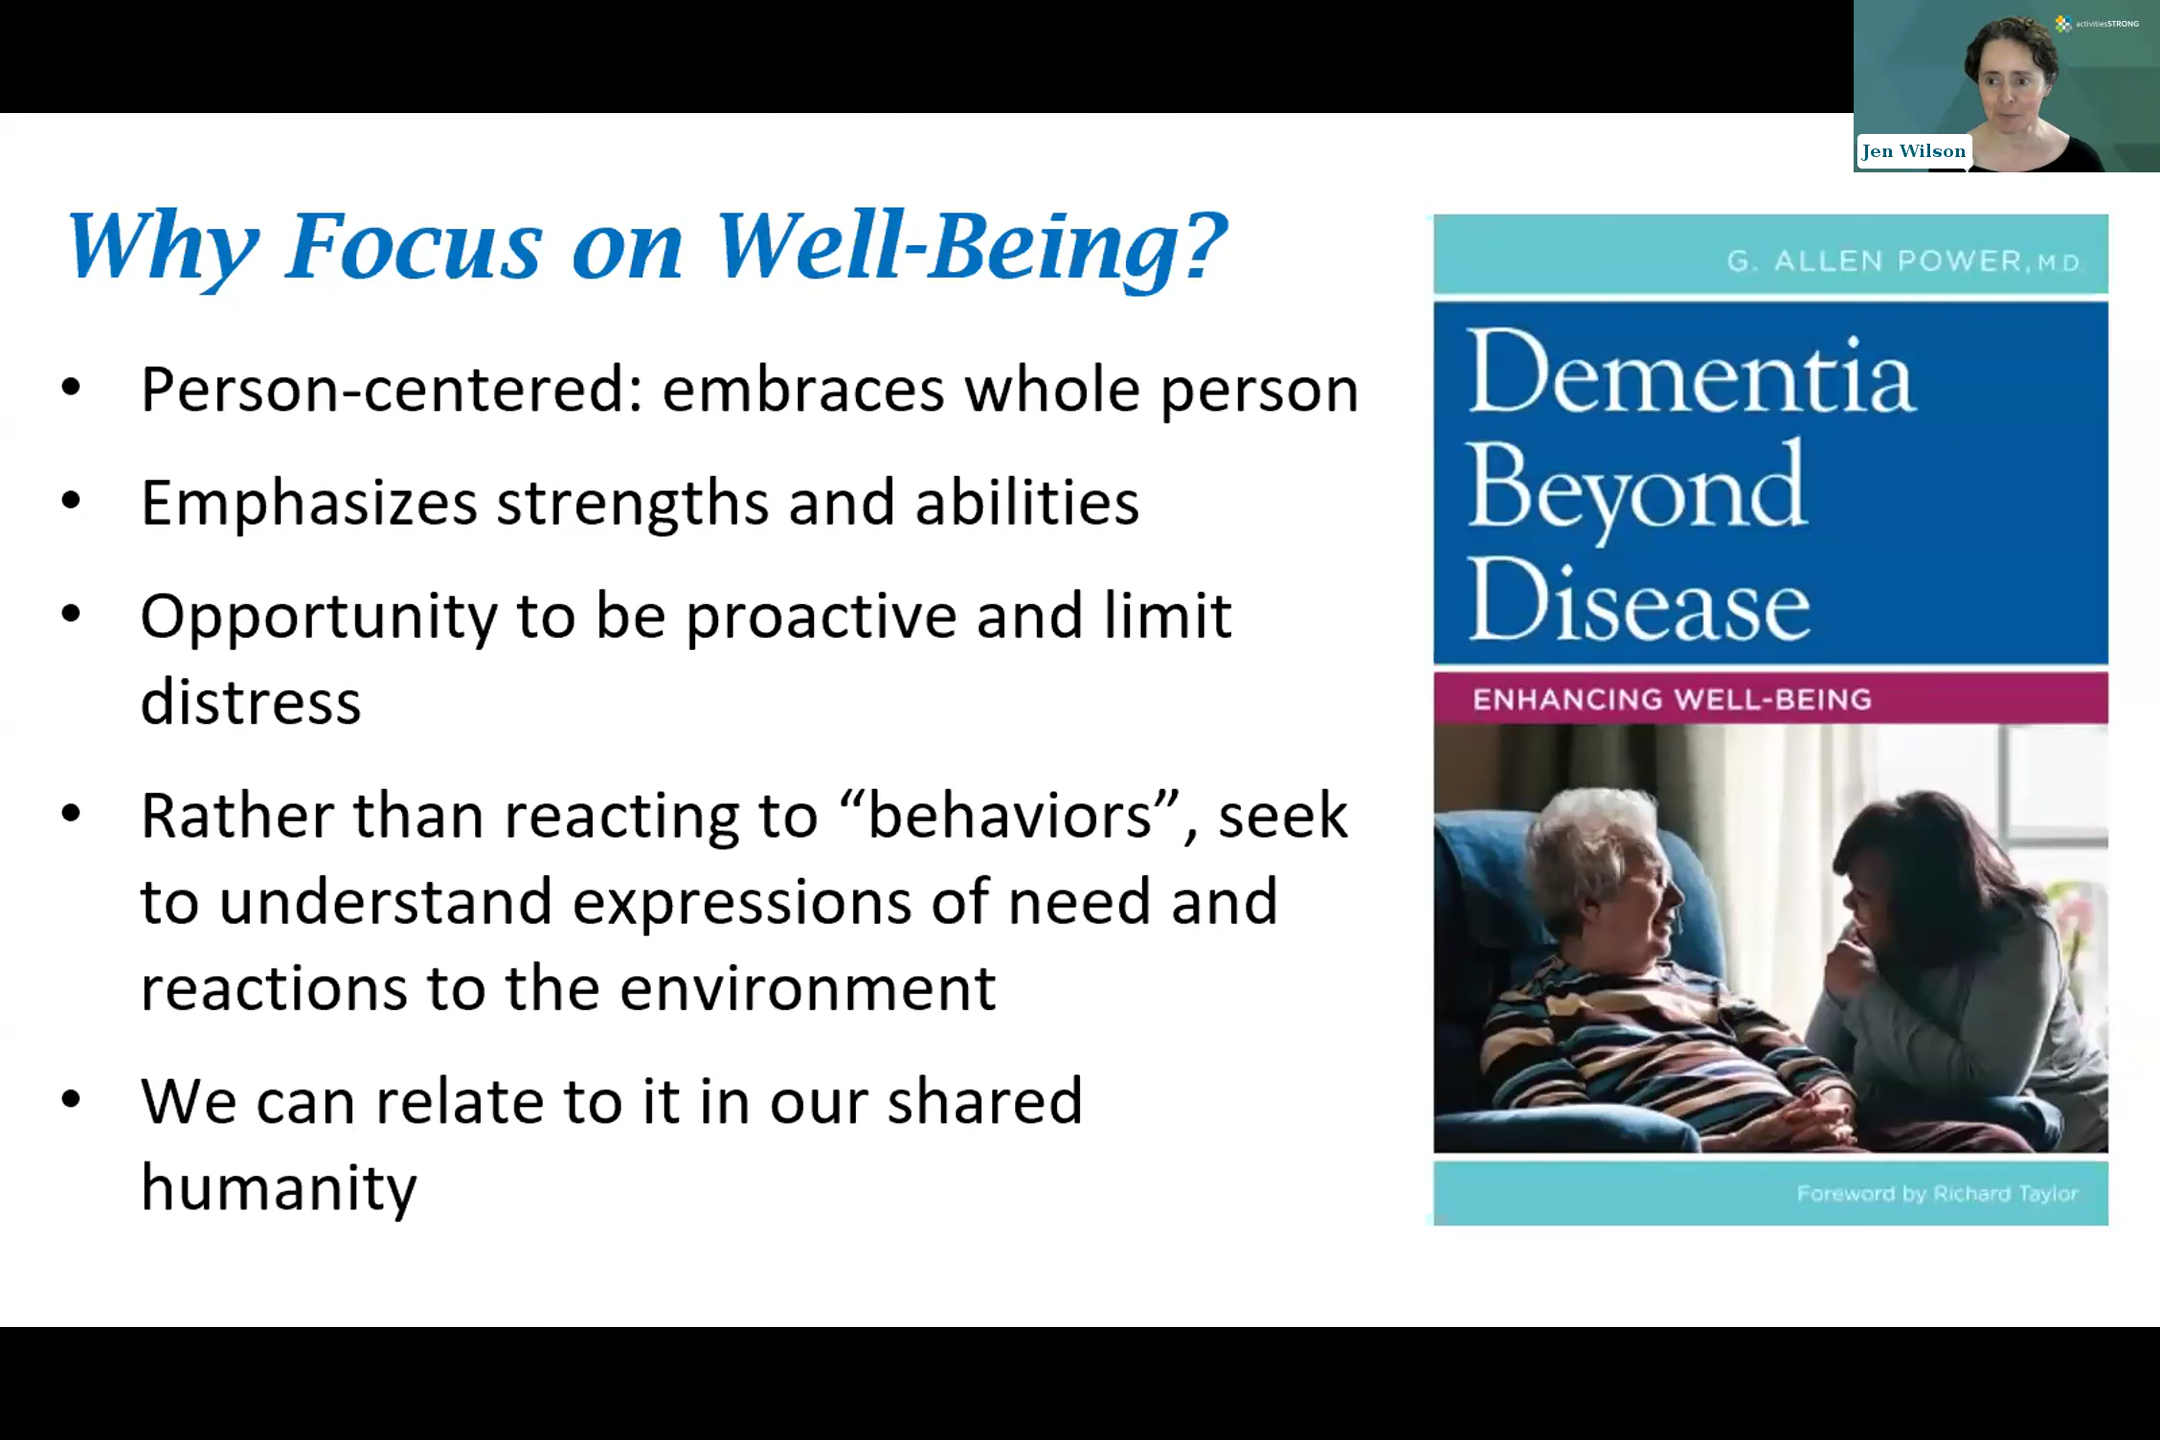 activitiesSTRONG
Jen Wilson
Why Focus on Well-Being?
• Person-centered: embraces whole person
• Emphasizes strengths and abilities
• Opportunity to be proactive and limit
distress
• Rather than reacting to “behaviors”, seek
to understand expressions of need and
reactions to the environment
• We can relate to it in our shared
humanity
G. ALLEN POWER, M.D.
Dementia
Beyond
Disease
ENHANCING WELL-BEING
Foreword by Richard Taylor